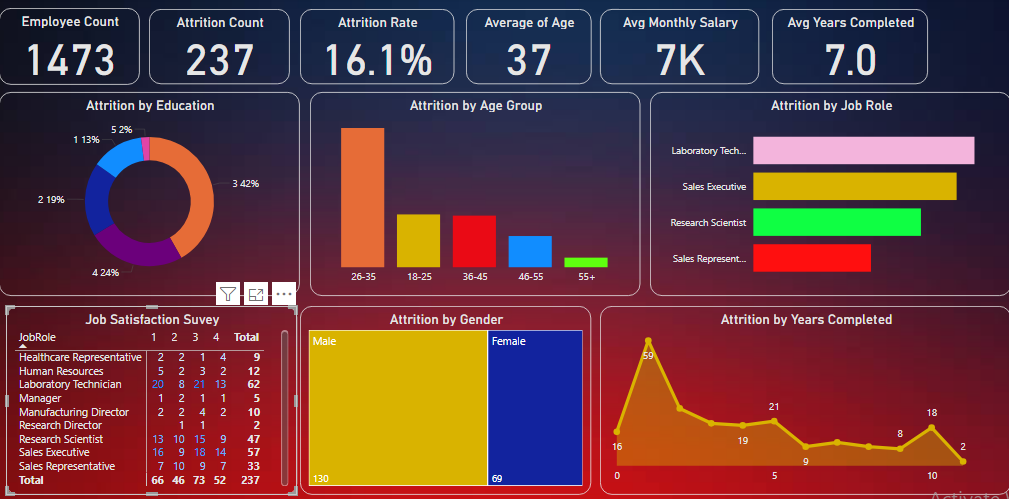 Employee Count
1473
Attrition Count
237
Attrition Rate
16.1%
Average of Age
37
Avg Monthly Salary
7K
Avg Years Completed
7.0
Attrition by Education
5 2%
1 13%
3 42%
2 19%
4 24%
Attrition by Age Group
26-35 18-25 36-45 46-55 55+
Attrition by Job Role
Laboratory Tech...
Sales Executive
Research Scientist
Sales Represent...
Job Satisfaction Suvey
JobRole 1 2 3 4 Total
Healthcare Representative 2 2 1 4 9
Human Resources 5 2 3 2 12
Laboratory Technician 20 8 21 13 62
Manager 1 2 1 1 5
Manufacturing Director 2 2 4 2 10
Research Director 1 1 2
Research Scientist 13 10 15 9 47
Sales Executive 16 9 18 14 57
Sales Representative 7 10 9 7 33
Total 66 46 73 52 237
Attrition by Gender
Male
Female
130
69
Attrition by Years Completed
59
16
19
21
9
8
18
2
0 5 10
Activate